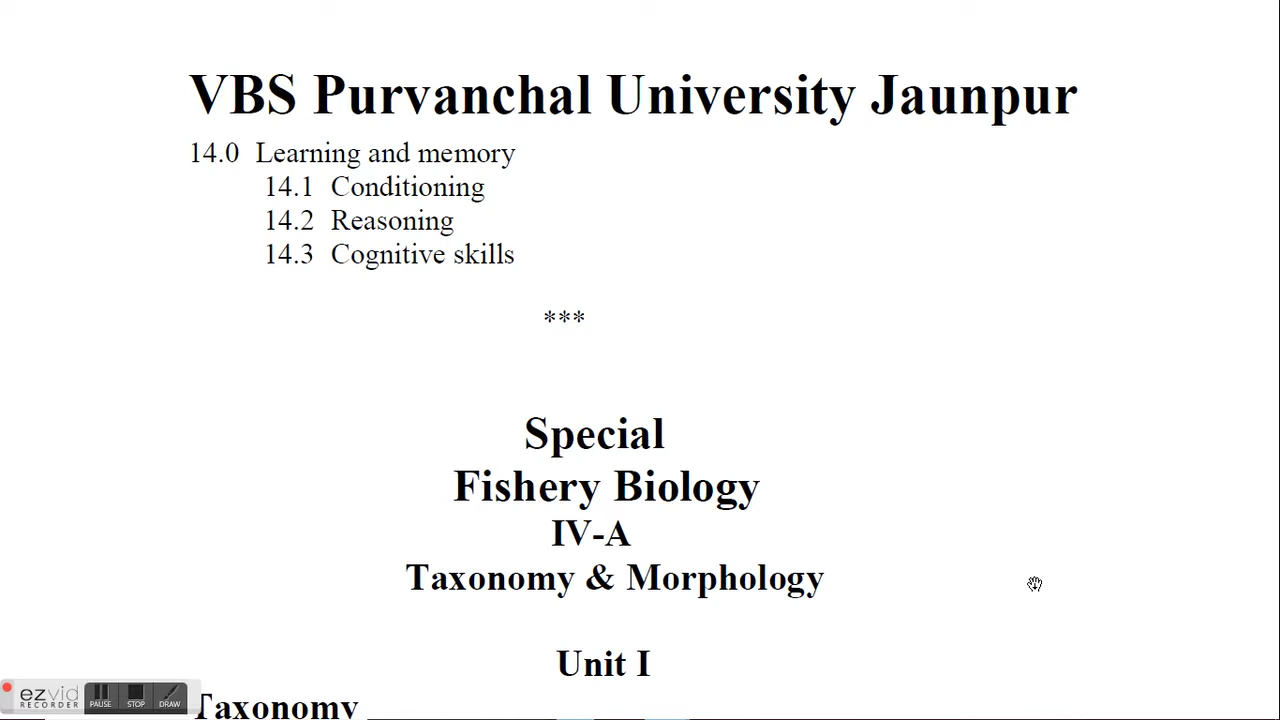 VBS Purvanchal University Jaunpur
14.0 Learning and memory
14.1 Conditioning
14.2 Reasoning
14.3 Cognitive skills
***
Special
Fishery Biology
IV-A
Taxonomy & Morphology
Unit I
Taxonomy
ezvid
RECORDER
PAUSE
STOP
DRAW